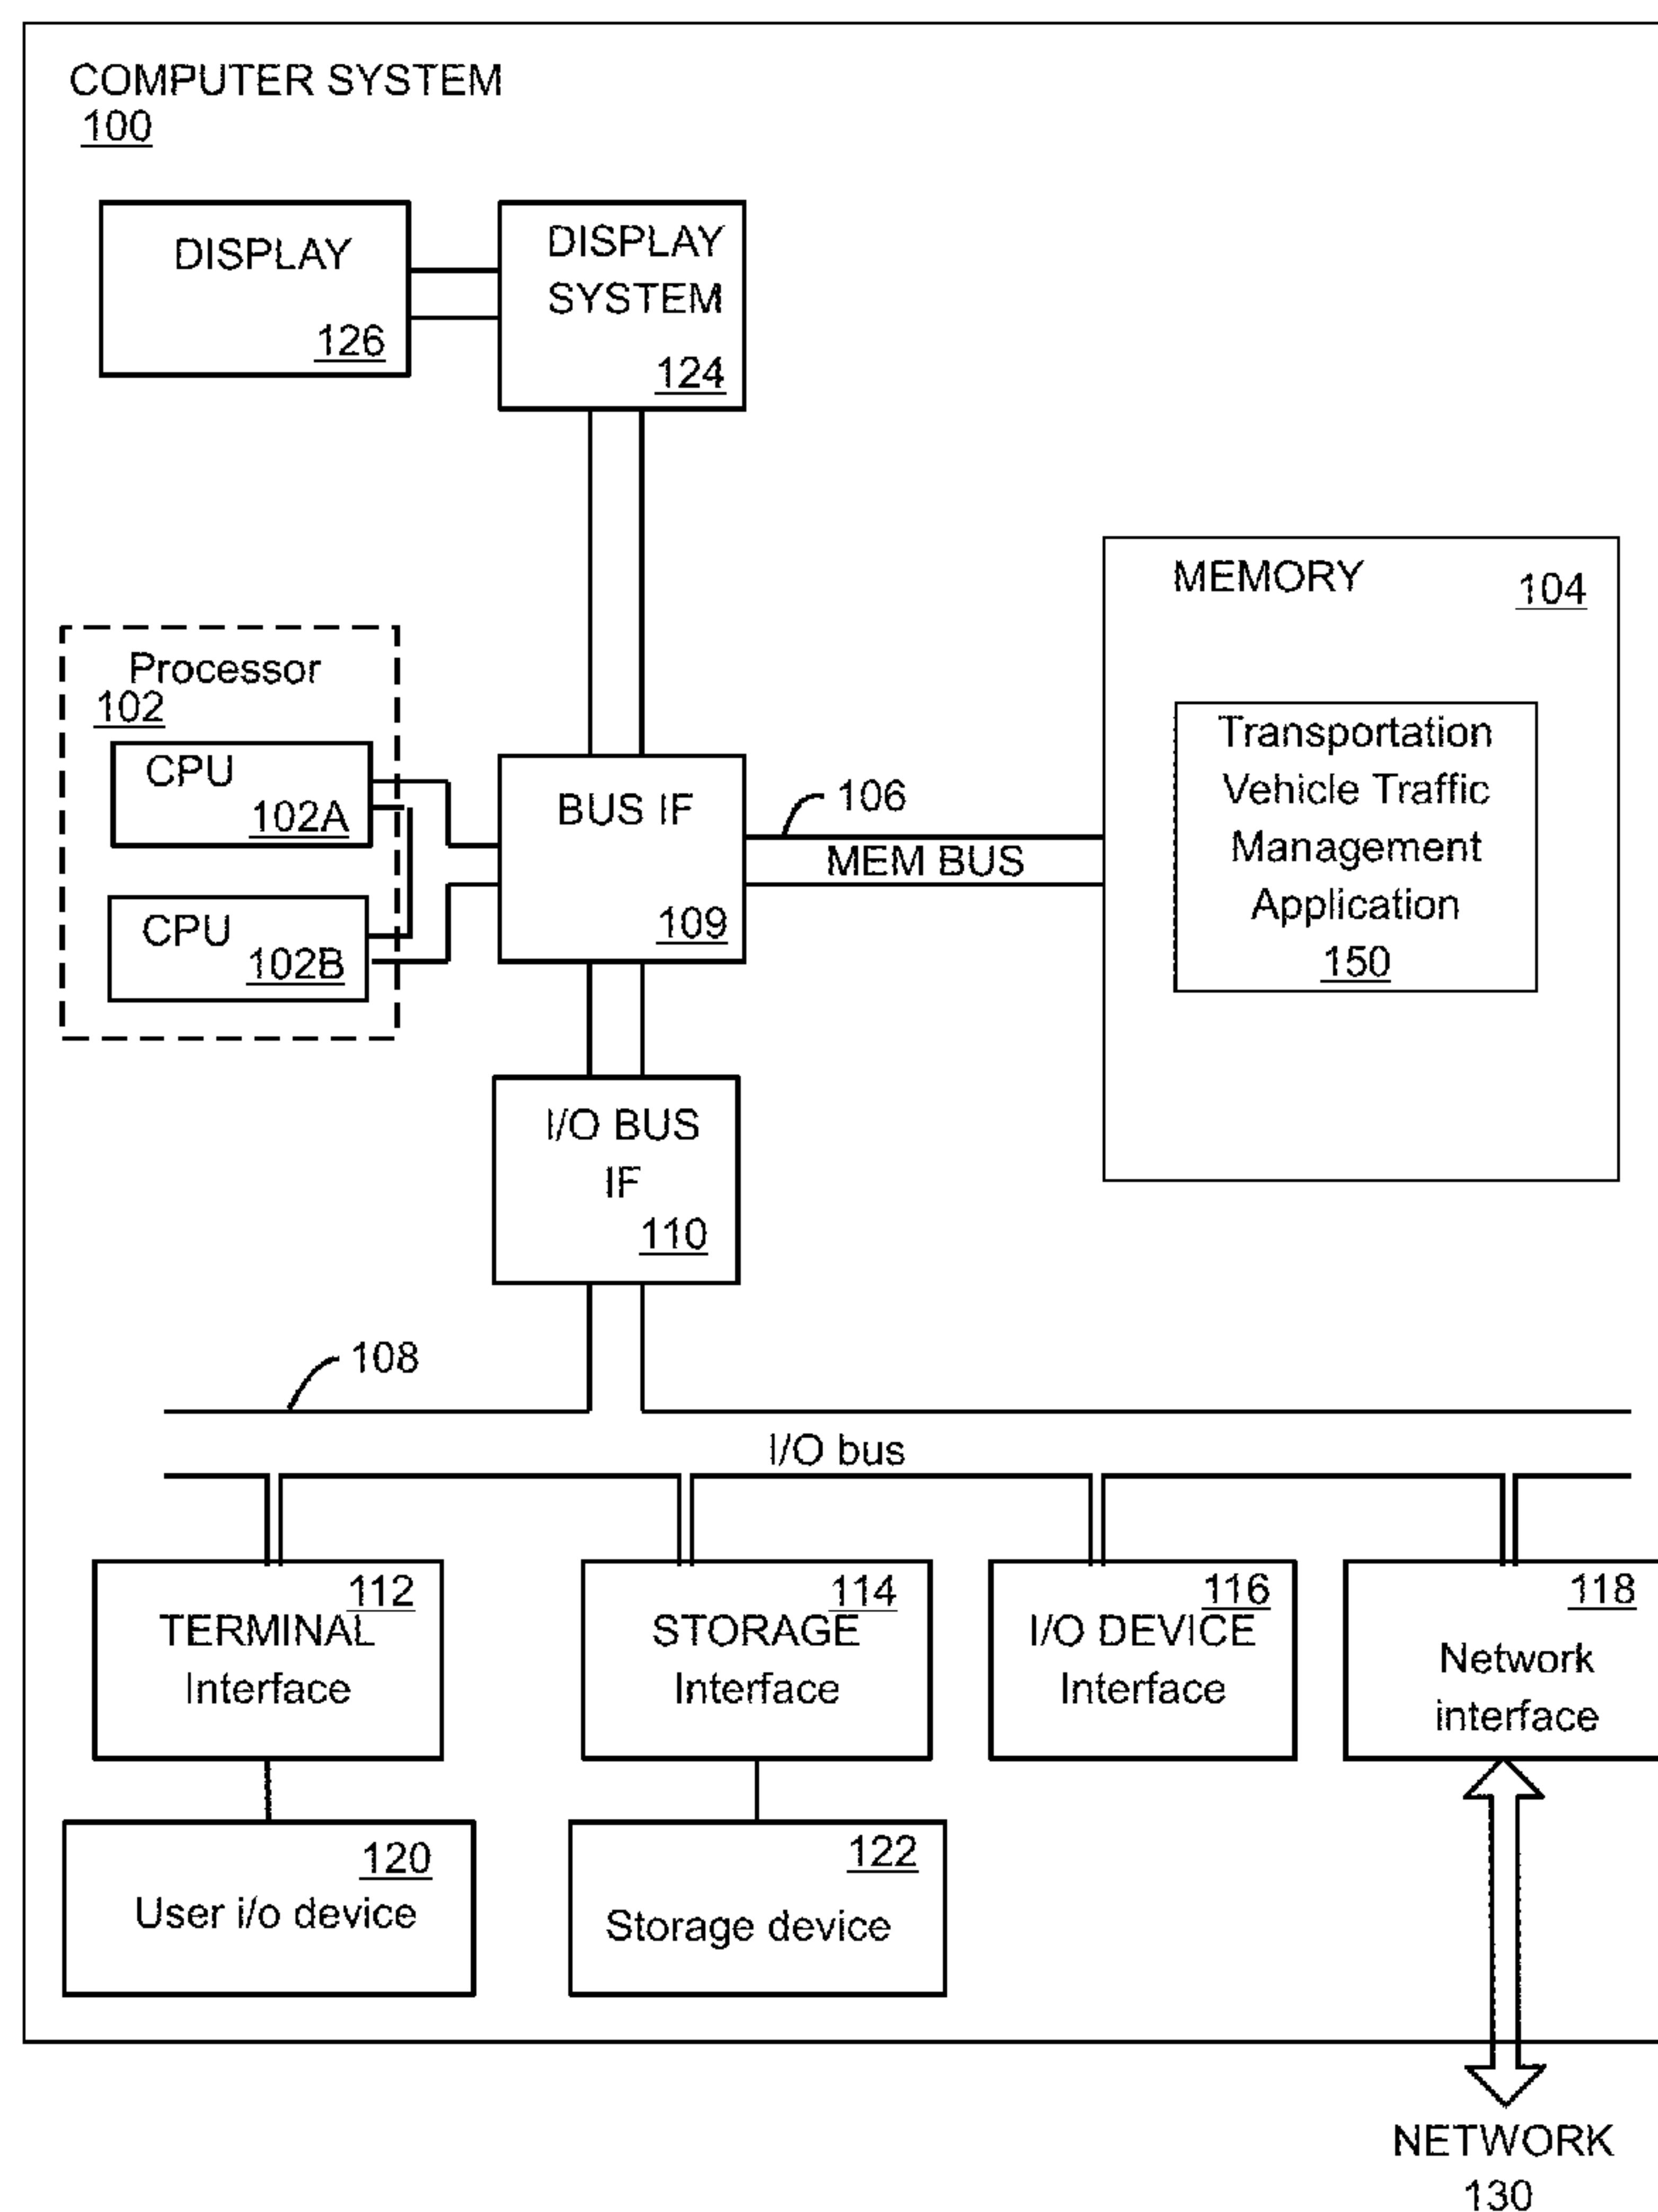 COMPUTER SYSTEM
100
DISPLAY
126
DISPLAY
SYSTEM
124
MEMORY
104
Transportation
Vehicle Traffic
Management
Application
150
Processor
102
CPU
102A
CPU
102B
BUS IF
109
106
MEM BUS
I/O BUS
IF
110
108
I/O bus
112
TERMINAL
Interface
114
STORAGE
Interface
116
I/O DEVICE
Interface
118
Network
interface
120
User i/o device
122
Storage device
NETWORK
130